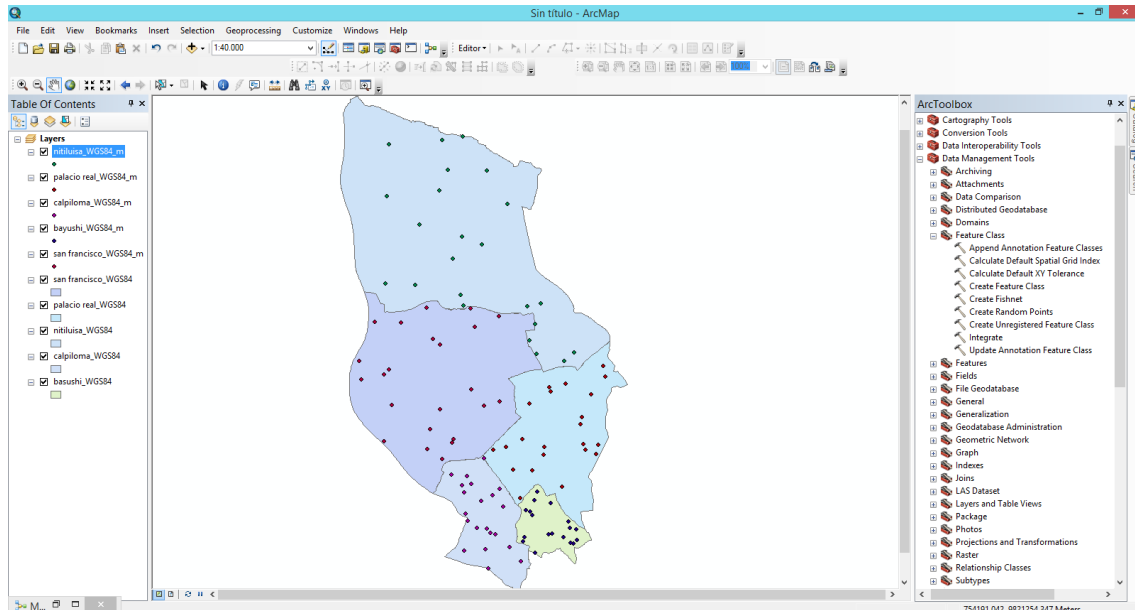 Sin título - ArcMap
File Edit View Bookmarks Insert Selection Geoprocessing Customize Windows Help
1:40.000
Editor
Table Of Contents
Layers
nitiluisa_WGS84_m
palacio real_WGS84_m
calpiloma_WGS84_m
bayushi_WGS84_m
san francisco_WGS84_m
san francisco_WGS84
palacio real_WGS84
nitiluisa_WGS84
calpiloma_WGS84
basushi_WGS84
ArcToolbox
Cartography Tools
Conversion Tools
Data Interoperability Tools
Data Management Tools
Archiving
Attachments
Data Comparison
Distributed Geodatabase
Domains
Feature Class
Append Annotation Feature Classes
Calculate Default Spatial Grid Index
Calculate Default XY Tolerance
Create Feature Class
Create Fishnet
Create Random Points
Create Unregistered Feature Class
Integrate
Update Annotation Feature Class
Features
Fields
File Geodatabase
General
Generalization
Geodatabase Administration
Geometric Network
Graph
Indexes
Joins
LAS Dataset
Layers and Table Views
Package
Photos
Projections and Transformations
Raster
Relationship Classes
Subtypes
M...
754191,042 9821254,347 Meters